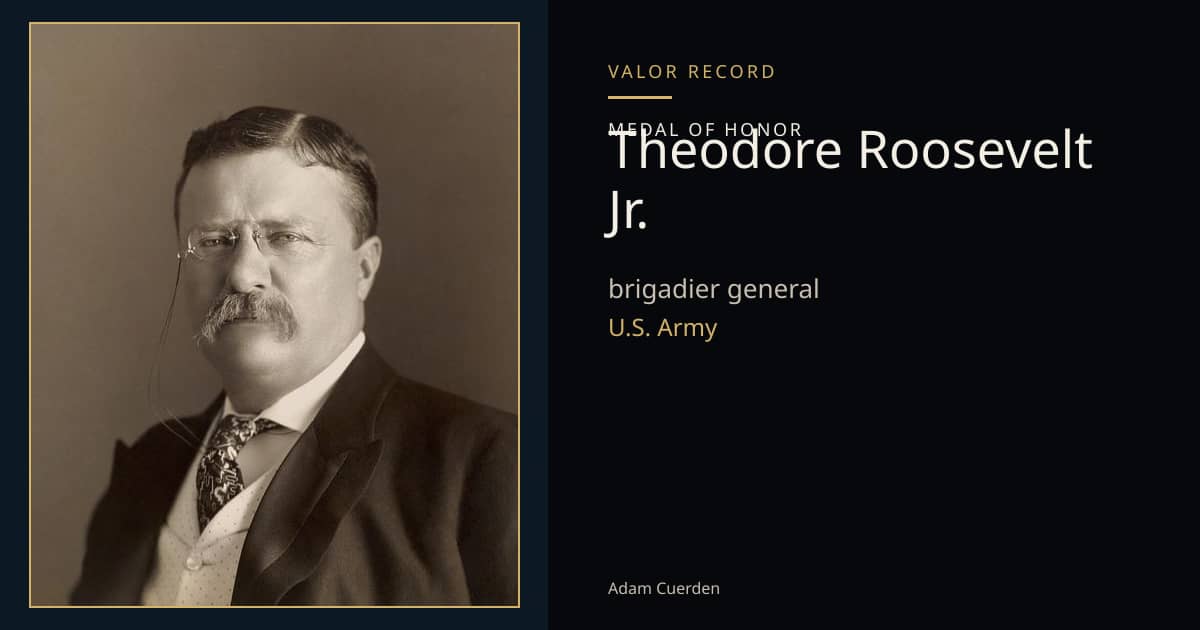 VALOR RECORD
MEDAL OF HONOR
Theodore Roosevelt
Jr.
brigadier general
U.S. Army
Adam Cuerden